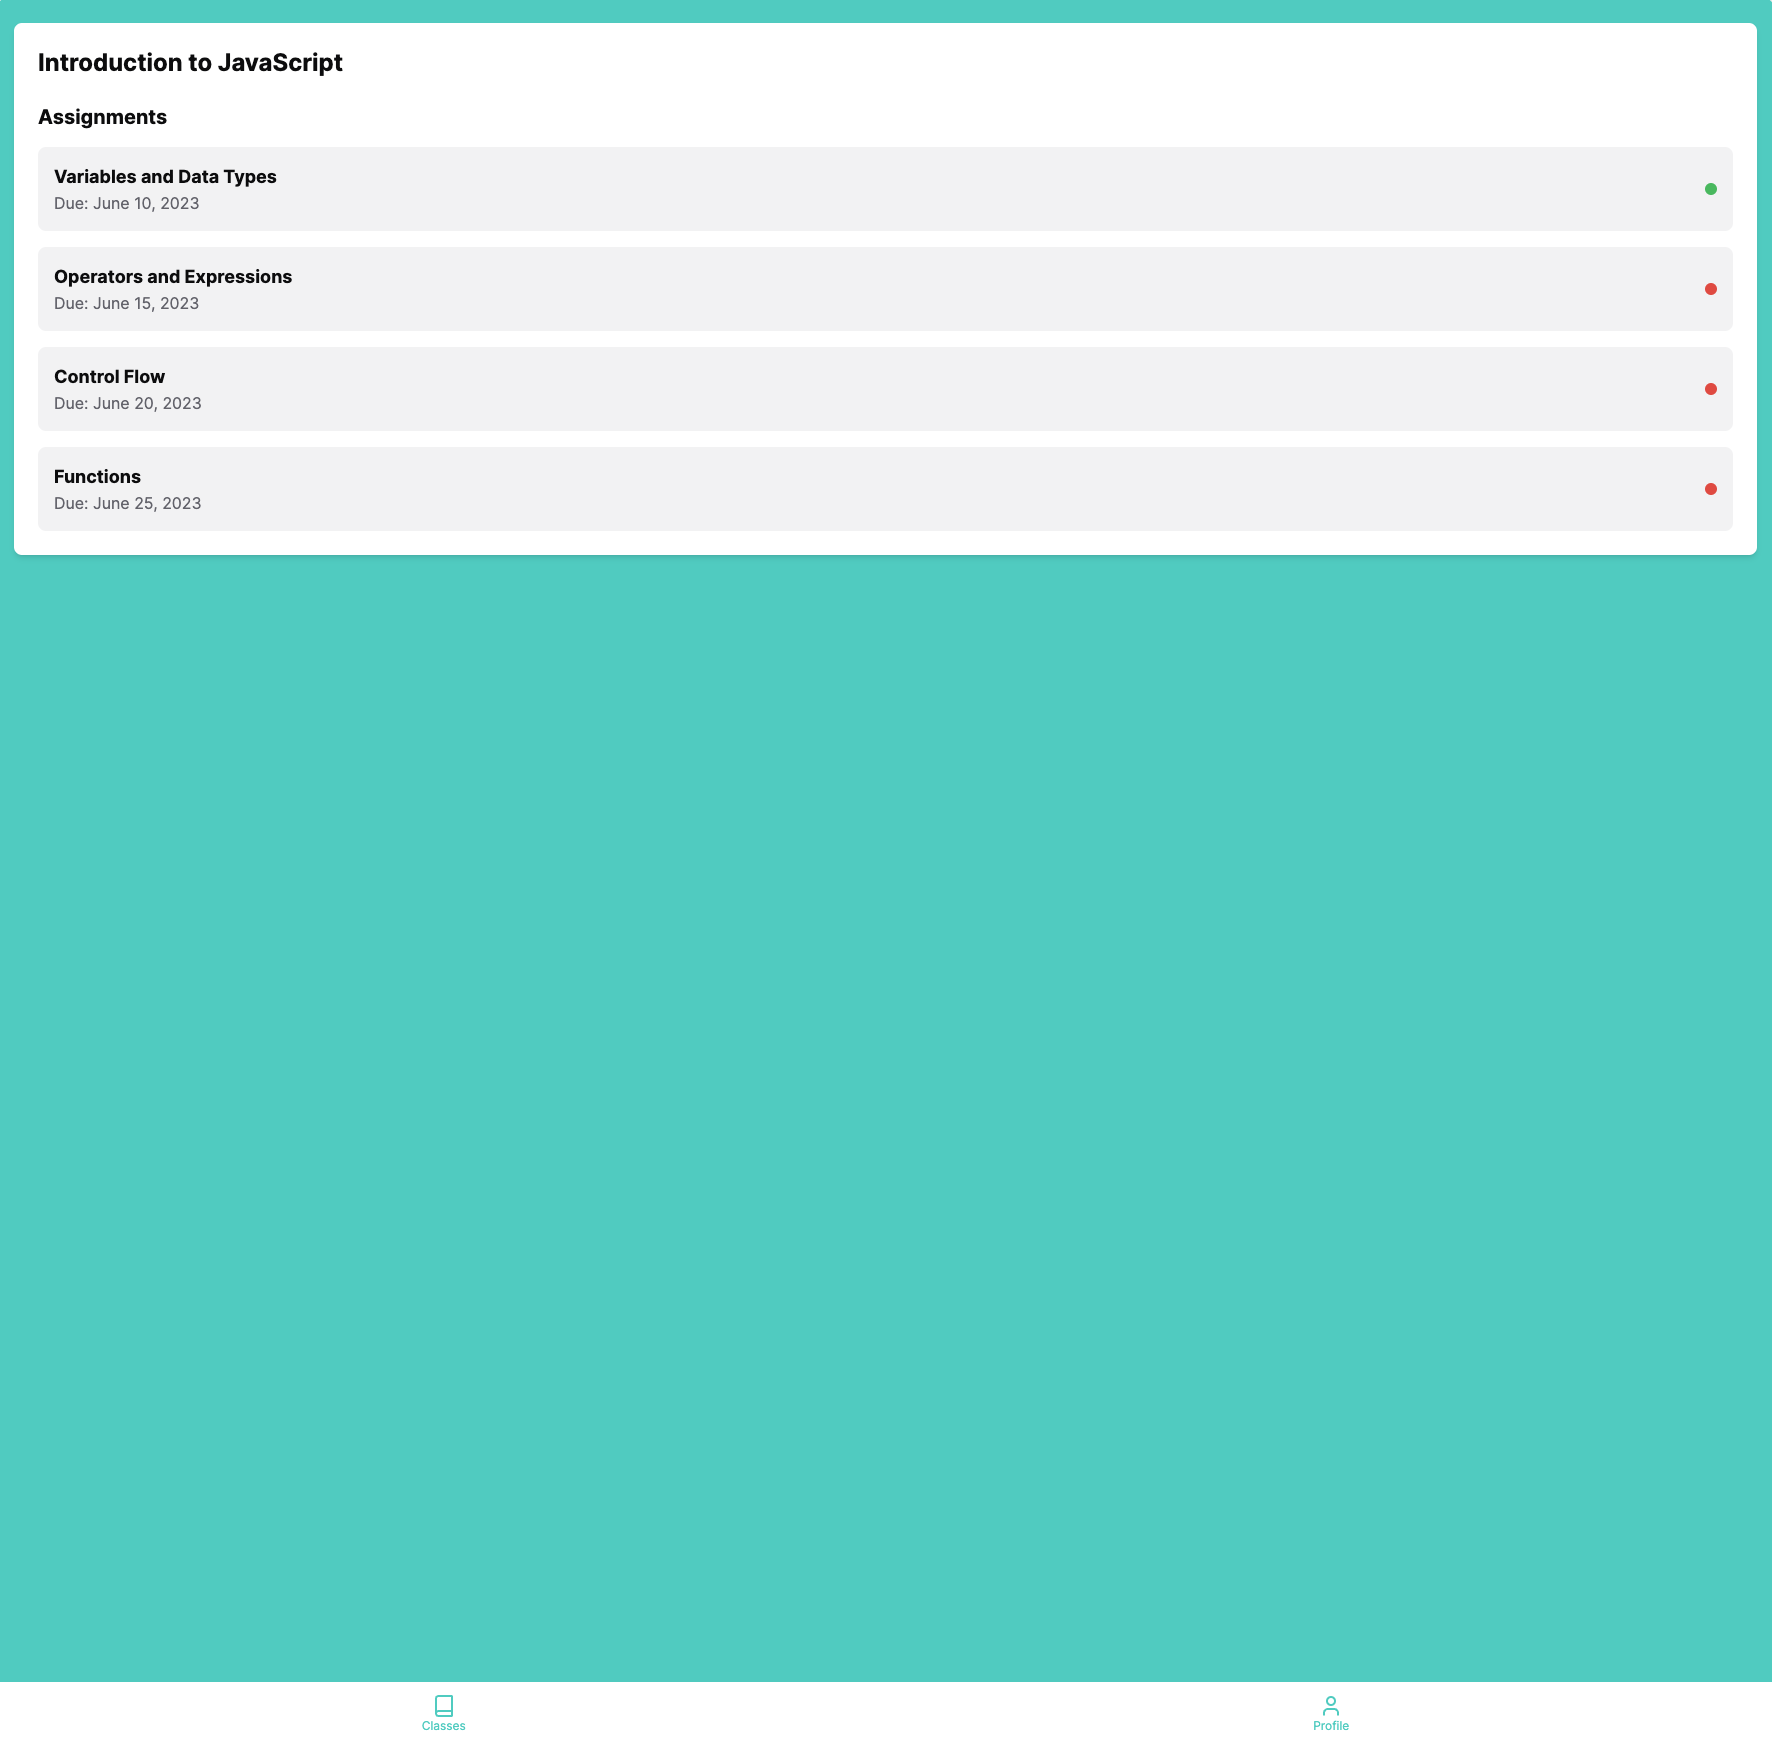 Introduction to JavaScript
Assignments
Variables and Data Types
Due: June 10, 2023
Operators and Expressions
Due: June 15, 2023
Control Flow
Due: June 20, 2023
Functions
Due: June 25, 2023
Classes
Profile